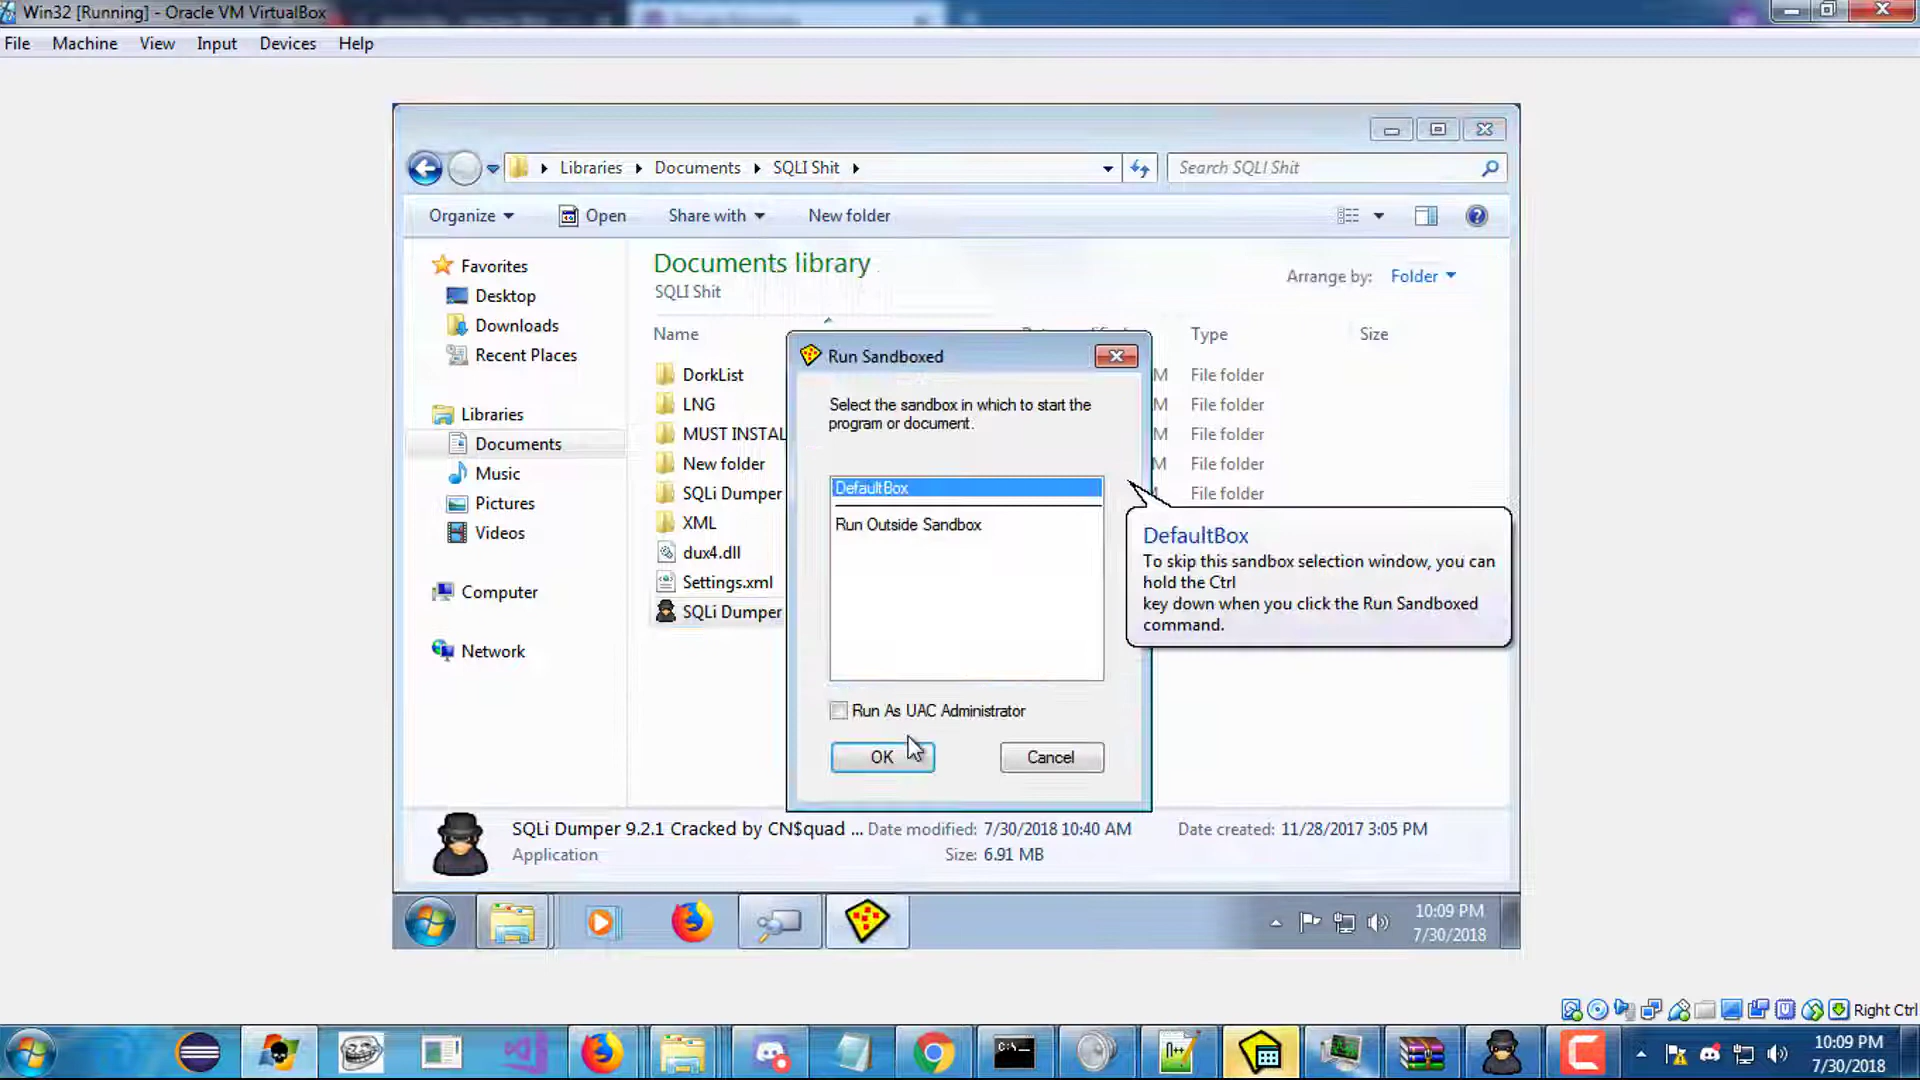 Win32 [Running] - Oracle VM VirtualBox
File Machine View Input Devices Help
Libraries Documents SQLI Shit
Search SQLI Shit
Organize Open Share with New folder
Favorites
Desktop
Downloads
Recent Places
Libraries
Documents
Music
Pictures
Videos
Computer
Network
Documents library
SQLI Shit
Arrange by: Folder
Name Type Size
DorkList M File folder
LNG M File folder
MUST INSTAL M File folder
New folder M File folder
SQLi Dumper File folder
XML
dux4.dll
Settings.xml
SQLi Dumper
Run Sandboxed
Select the sandbox in which to start the
program or document.
DefaultBox
Run Outside Sandbox
Run As UAC Administrator
OK Cancel
DefaultBox
To skip this sandbox selection window, you can
hold the Ctrl
key down when you click the Run Sandboxed
command.
SQLi Dumper 9.2.1 Cracked by CN$quad ... Date modified: 7/30/2018 10:40 AM Date created: 11/28/2017 3:05 PM
Application Size: 6.91 MB
10:09 PM
7/30/2018
Right Ctrl
10:09 PM
7/30/2018